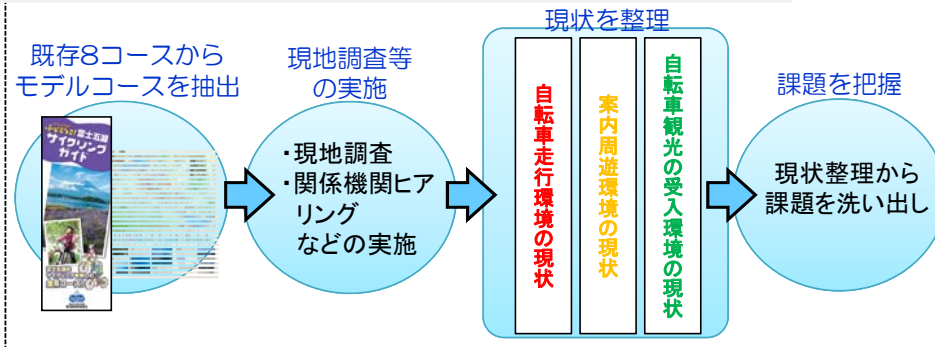 既存8コースから
モデルコースを抽出
富士五湖
サイクリング
ガイド
現地調査等
の実施
・現地調査
・関係機関ヒア
リング
などの実施
現状を整理
自転車走行環境の現状
案内周遊環境の現状
自転車観光の受入環境の現状
課題を把握
現状整理から
課題を洗い出し